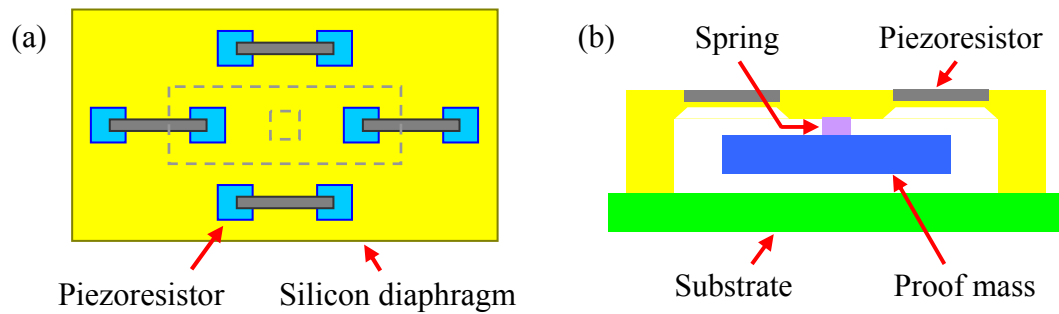 (a)
Piezoresistor
Silicon diaphragm
(b)
Spring
Piezoresistor
Substrate
Proof mass